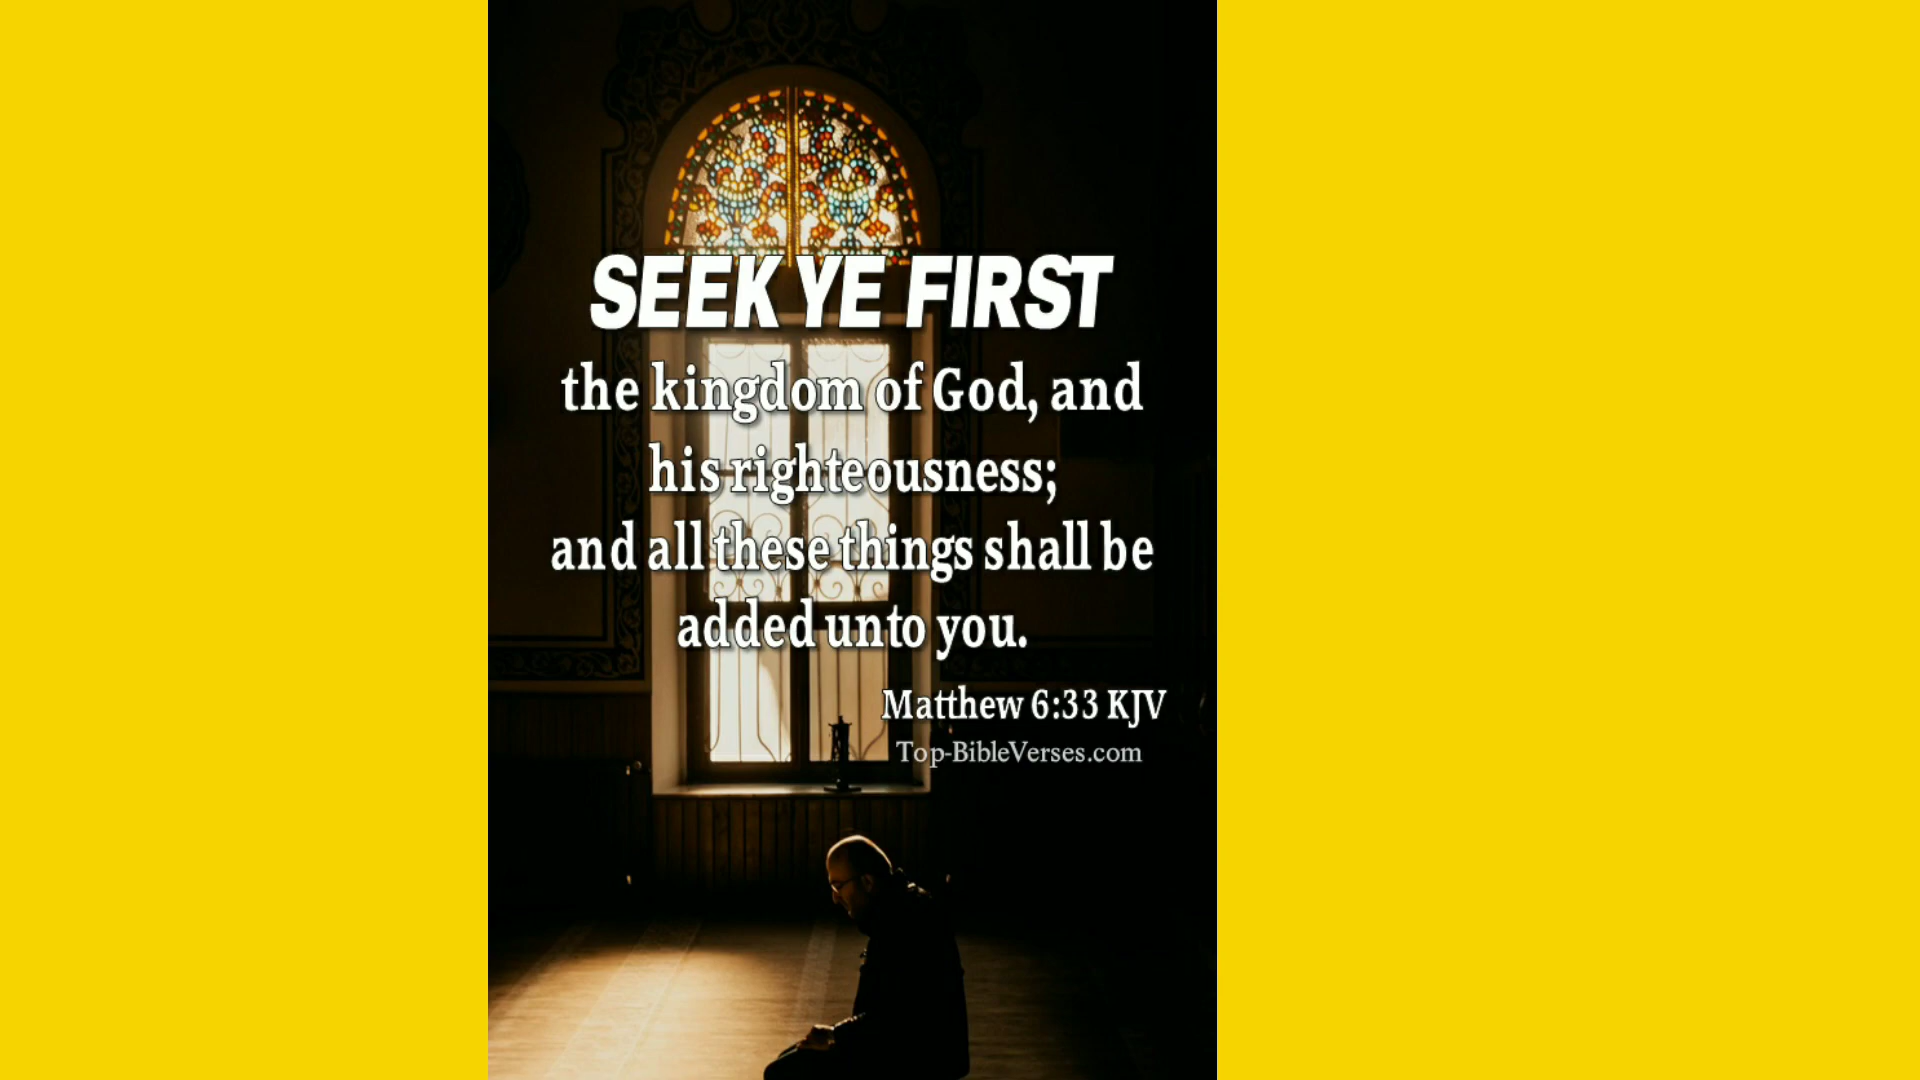 SEEK YE FIRST
the kingdom of God, and
his righteousness;
and all these things shall be
added unto you.
Matthew 6:33 KJV
Top-BibleVerses.com